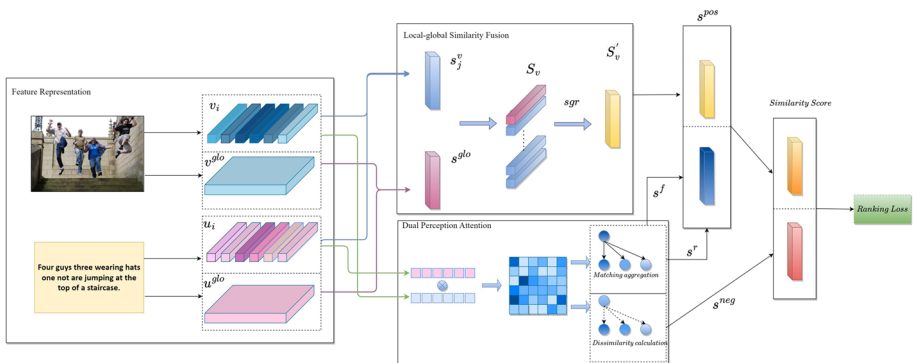 Feature Representation
Four guys three wearing hats
one not are jumping at the
top of a staircase.
v_i
v^{glo}
u_i
u^{glo}
Local-global Similarity Fusion
s_j^v
s^{glo}
S_v
sgr
S_v^'
Dual Perception Attention
Matching aggregation
Dissimilarity calculation
s^f
s^r
s^{neg}
s^{pos}
Similarity Score
Ranking Loss